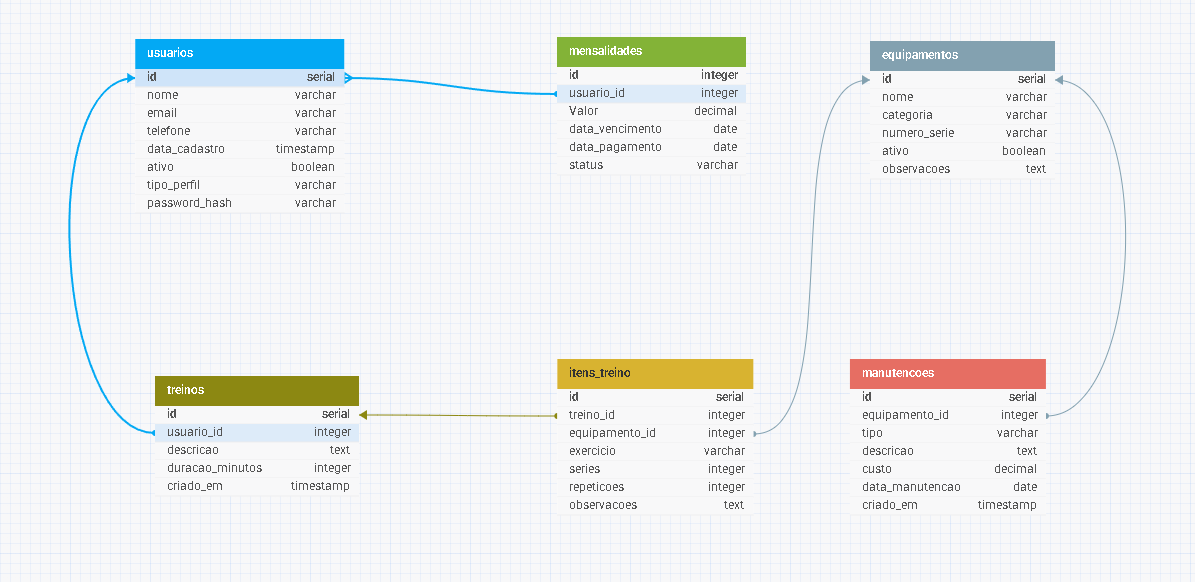 usuarios
id serial
nome varchar
email varchar
telefone varchar
data_cadastro timestamp
ativo boolean
tipo_perfil varchar
password_hash varchar
mensalidades
id integer
usuario_id integer
Valor decimal
data_vencimento date
data_pagamento date
status varchar
equipamentos
id serial
nome varchar
categoria varchar
numero_serie varchar
ativo boolean
observacoes text
treinos
id serial
usuario_id integer
descricao text
duracao_minutos integer
criado_em timestamp
itens_treino
id serial
treino_id integer
equipamento_id integer
exercicio varchar
series integer
repeticoes integer
observacoes text
manutencoes
id serial
equipamento_id integer
tipo varchar
descricao text
custo decimal
data_manutencao date
criado_em timestamp